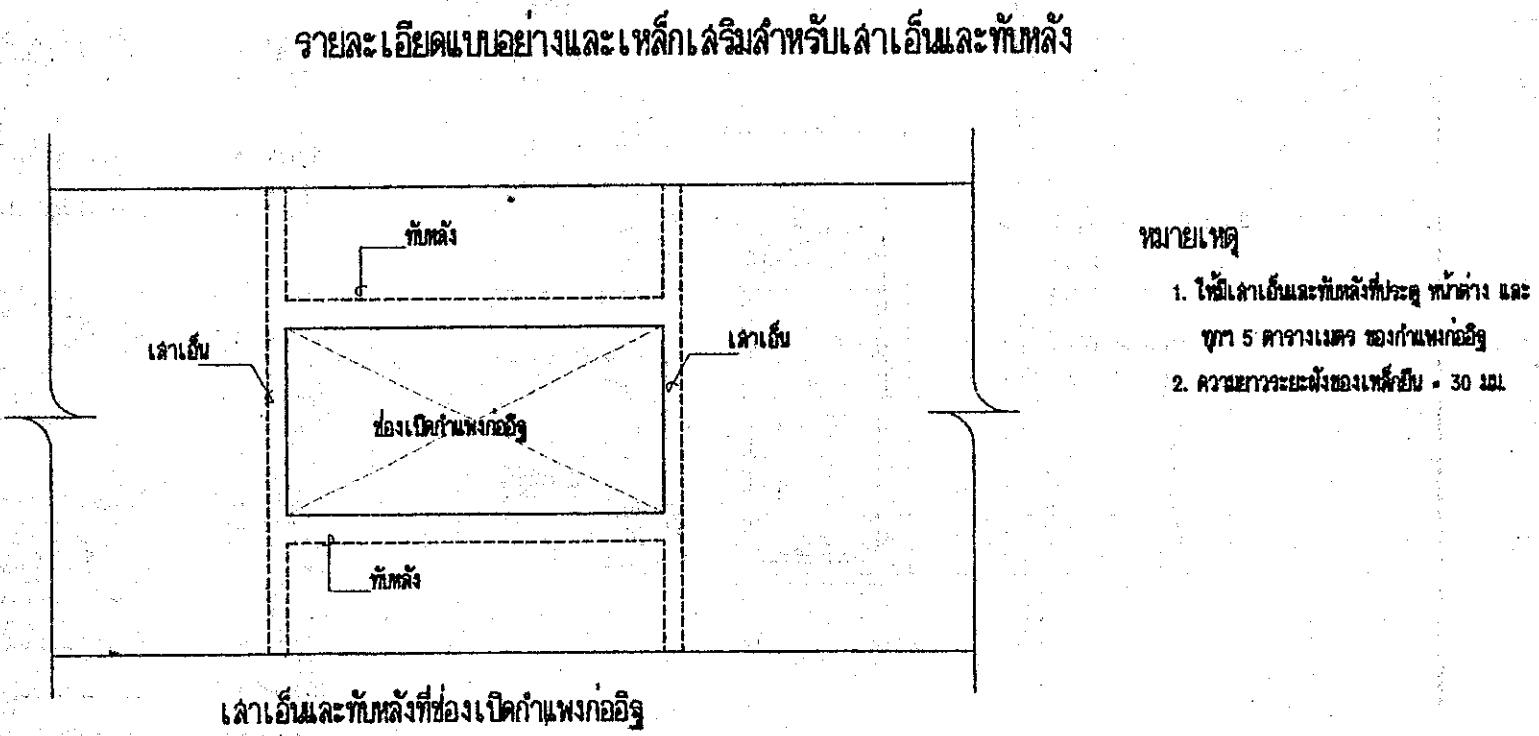 รายละเอียดแบบอย่างและเหล็กเสริมสำหรับเสาเอ็นและทับหลัง
ทับหลัง
เสาเอ็น
เสาเอ็น
ช่องเปิดกำแพงก่ออิฐ
ทับหลัง
เสาเอ็นและทับหลังที่ช่องเปิดกำแพงก่ออิฐ
หมายเหตุ
1. ให้มีเสาเอ็นและทับหลังที่ประตู หน้าต่าง และ
ทุกๆ 5 ตารางเมตร ของกำแพงก่ออิฐ
2. ความยาวระยะฝังของเหล็กยืน = 30 มม.